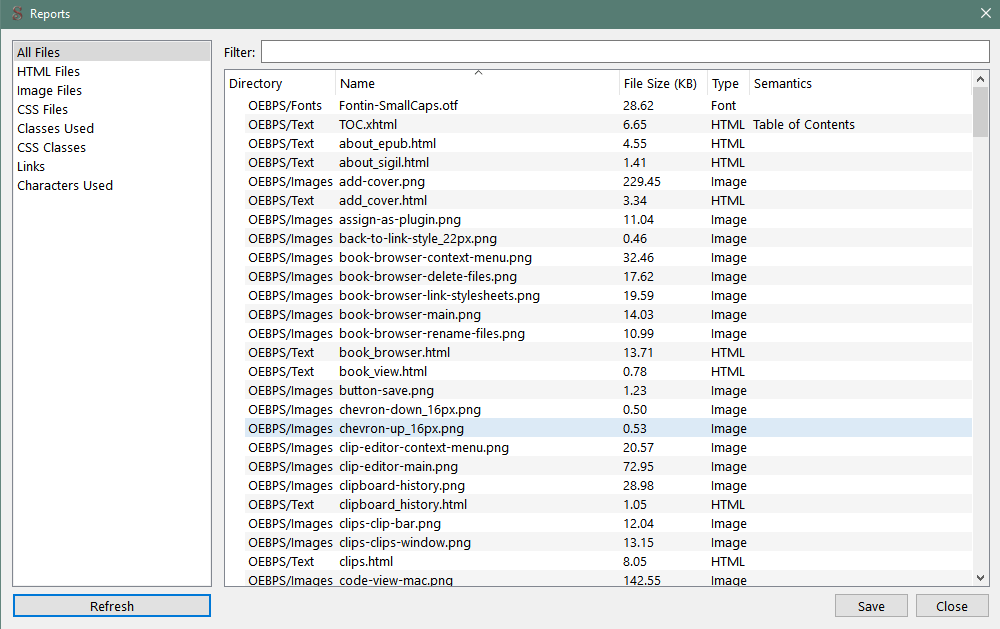 Reports
All Files
HTML Files
Image Files
CSS Files
Classes Used
CSS Classes
Links
Characters Used
Refresh
Filter:
Directory Name File Size (KB) Type Semantics
OEBPS/Fonts Fontin-SmallCaps.otf 28.62 Font
OEBPS/Text TOC.xhtml 6.65 HTML Table of Contents
OEBPS/Text about_epub.html 4.55 HTML
OEBPS/Text about_sigil.html 1.41 HTML
OEBPS/Images add-cover.png 229.45 Image
OEBPS/Text add_cover.html 3.34 HTML
OEBPS/Images assign-as-plugin.png 11.04 Image
OEBPS/Images back-to-link-style_22px.png 0.46 Image
OEBPS/Images book-browser-context-menu.png 32.46 Image
OEBPS/Images book-browser-delete-files.png 17.62 Image
OEBPS/Images book-browser-link-stylesheets.png 19.59 Image
OEBPS/Images book-browser-main.png 14.03 Image
OEBPS/Images book-browser-rename-files.png 10.99 Image
OEBPS/Text book_browser.html 13.71 HTML
OEBPS/Text book_view.html 0.78 HTML
OEBPS/Images button-save.png 1.23 Image
OEBPS/Images chevron-down_16px.png 0.50 Image
OEBPS/Images chevron-up_16px.png 0.53 Image
OEBPS/Images clip-editor-context-menu.png 20.57 Image
OEBPS/Images clip-editor-main.png 72.95 Image
OEBPS/Images clipboard-history.png 28.98 Image
OEBPS/Text clipboard_history.html 1.05 HTML
OEBPS/Images clips-clip-bar.png 12.04 Image
OEBPS/Images clips-clips-window.png 13.15 Image
OEBPS/Text clips.html 8.05 HTML
OEBPS/Images code-view-mac.png 142.55 Image
Save
Close